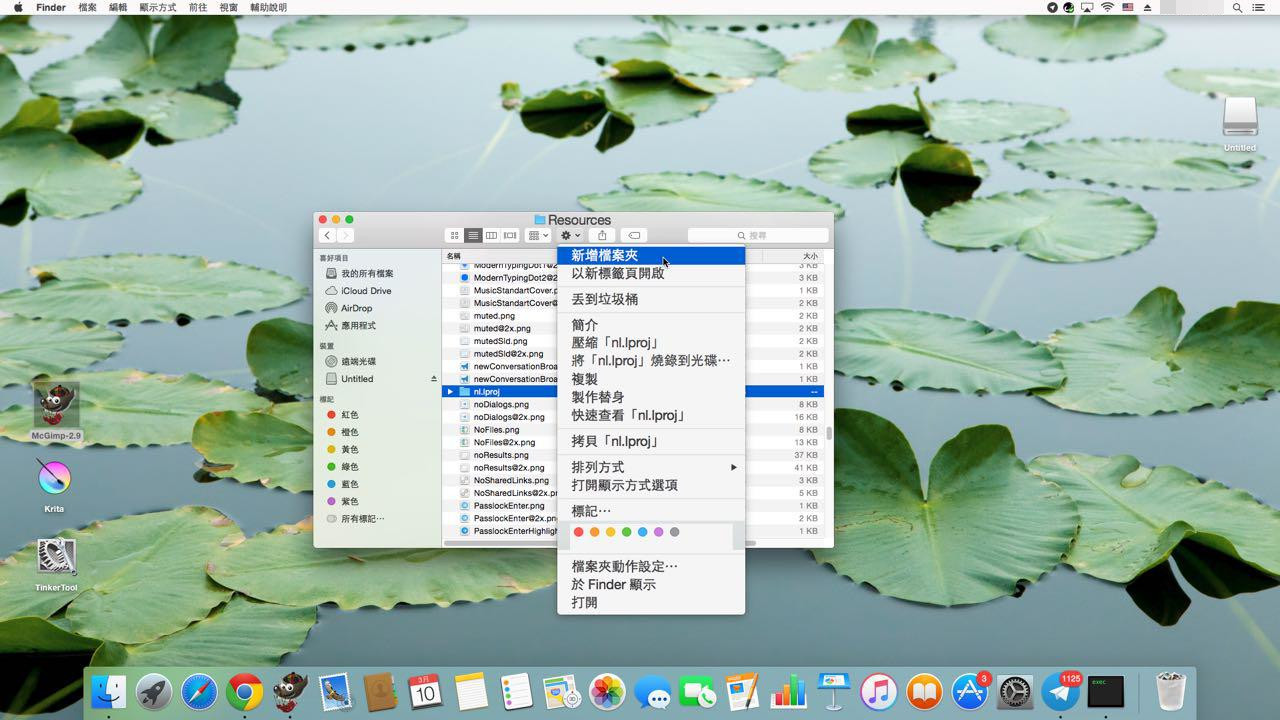 Finder 檔案 編輯 顯示方式 前往 視窗 輔助說明
Untitled
McGimp-2.9
Krita
TinkerTool
Resources
搜尋
喜好項目
我的所有檔案
iCloud Drive
AirDrop
應用程式
裝置
遠端光碟
Untitled
標記
紅色
橙色
黃色
綠色
藍色
紫色
所有標記…
名稱 大小
ModernTypingDot1@2 3 KB
ModernTypingDot2@2 3 KB
MusicStandartCover.p 1 KB
MusicStandartCover@ 1 KB
muted.png 2 KB
muted@2x.png 3 KB
mutedSld.png 2 KB
mutedSld@2x.png 3 KB
newConversationBroa 1 KB
newConversationBroa 1 KB
nl.lproj --
noDialogs.png 8 KB
noDialogs@2x.png 16 KB
NoFiles.png 8 KB
NoFiles@2x.png 13 KB
noResults.png 37 KB
noResults@2x.png 41 KB
NoSharedLinks.png 3 KB
NoSharedLinks@2x.pn 5 KB
PasslockEnter.png 1 KB
PasslockEnter@2x.png 2 KB
PasslockEnterHighligh 1 KB
新增檔案夾
以新標籤頁開啟
丟到垃圾桶
簡介
壓縮「nl.lproj」
將「nl.lproj」燒錄到光碟…
複製
製作替身
快速查看「nl.lproj」
拷貝「nl.lproj」
排列方式
打開顯示方式選項
標記…
檔案夾動作設定…
於 Finder 顯示
打開
3月
10
3
1125
exec